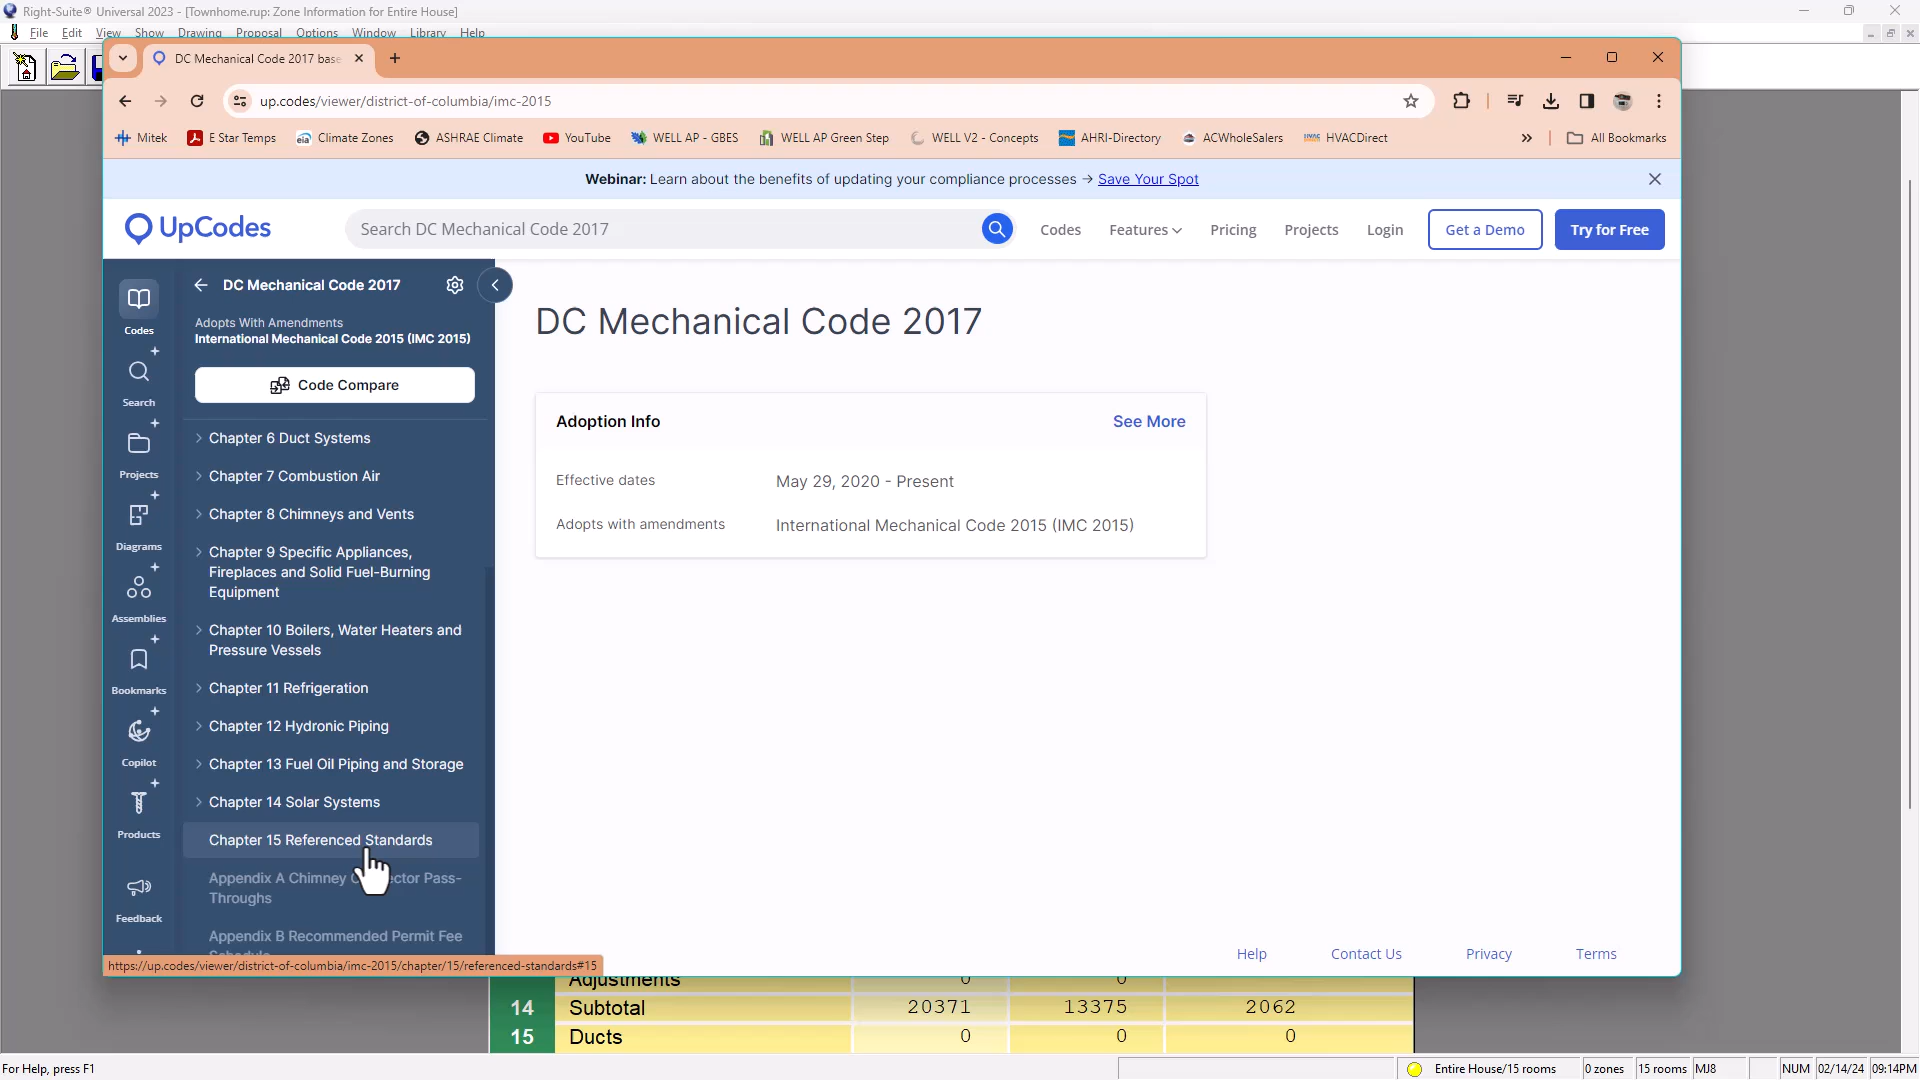 Right-Suite® Universal 2023 - [Townhome.rup: Zone Information for Entire House]
File Edit View Show Drawing Proposal Options Window Library Help
DC Mechanical Code 2017 base
up.codes/viewer/district-of-columbia/imc-2015
Mitek E Star Temps eia Climate Zones ASHRAE Climate YouTube WELL AP - GBES WELL AP Green Step WELL V2 - Concepts AHRI-Directory ACWholeSalers HVACDirect » All Bookmarks
Webinar: Learn about the benefits of updating your compliance processes → Save Your Spot
UpCodes
Search DC Mechanical Code 2017
Codes Features Pricing Projects Login Get a Demo Try for Free
Codes
Search
Projects
Diagrams
Assemblies
Bookmarks
Copilot
Products
Feedback
DC Mechanical Code 2017
Adopts With Amendments
International Mechanical Code 2015 (IMC 2015)
Code Compare
Chapter 6 Duct Systems
Chapter 7 Combustion Air
Chapter 8 Chimneys and Vents
Chapter 9 Specific Appliances,
Fireplaces and Solid Fuel-Burning
Equipment
Chapter 10 Boilers, Water Heaters and
Pressure Vessels
Chapter 11 Refrigeration
Chapter 12 Hydronic Piping
Chapter 13 Fuel Oil Piping and Storage
Chapter 14 Solar Systems
Chapter 15 Referenced Standards
Appendix A Chimney Pass-
Throughs
Appendix B Recommended Permit Fee
https://up.codes/viewer/district-of-columbia/imc-2015/chapter/15/referenced-standards#15
DC Mechanical Code 2017
Adoption Info See More
Effective dates May 29, 2020 - Present
Adopts with amendments International Mechanical Code 2015 (IMC 2015)
Help Contact Us Privacy Terms
Adjustments 0 0
14 Subtotal 20371 13375 2062
15 Ducts 0 0 0
For Help, press F1
Entire House/15 rooms 0 zones 15 rooms MJ8 NUM 02/14/24 09:14PM